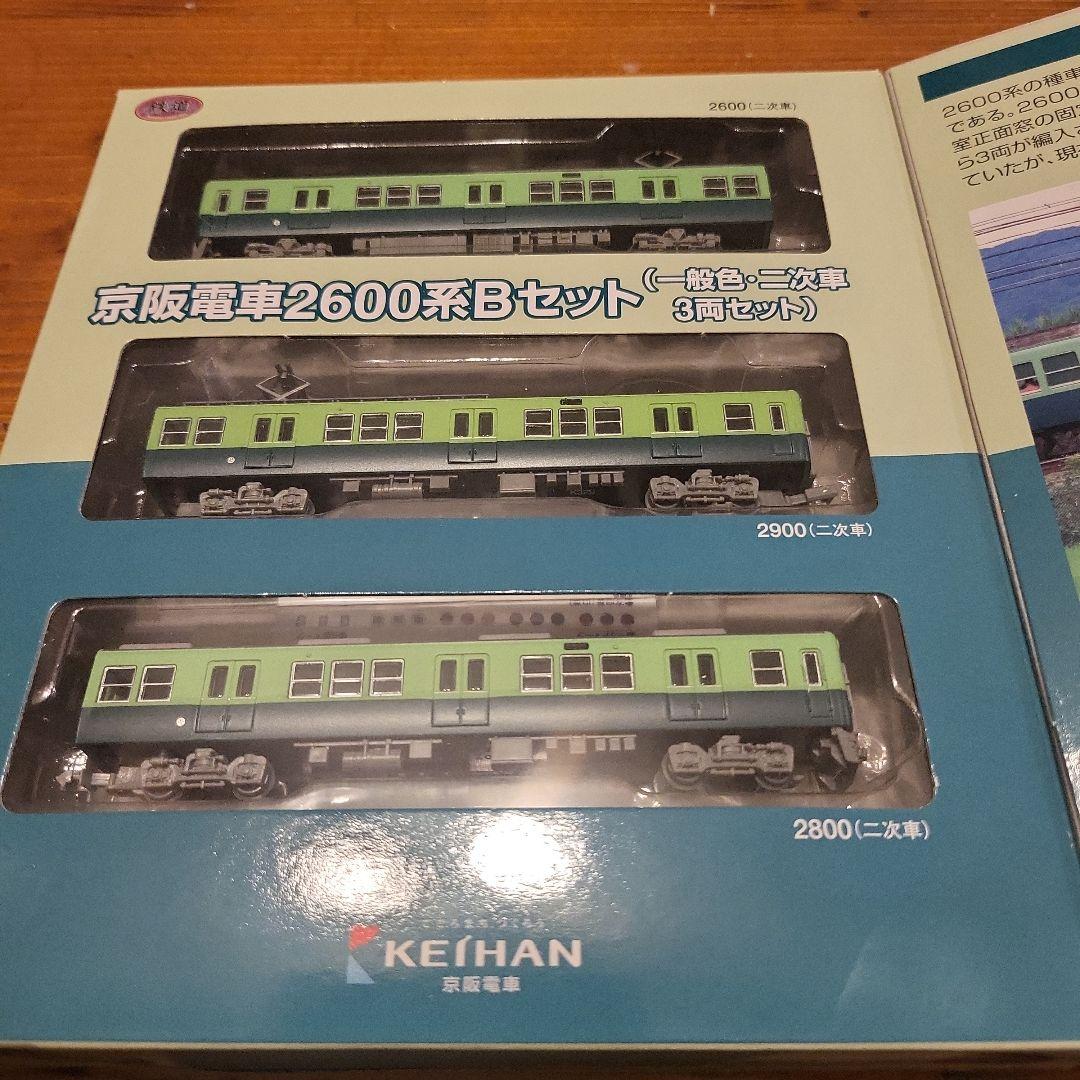 鉄道
2600(二次車)
京阪電車2600系Bセット(一般色・二次車
3両セット)
2900(二次車)
2800(二次車)
KEIHAN
京阪電車
2600系の種車
である。2600
室正面窓の固
ら3両が編入
ていたが、現